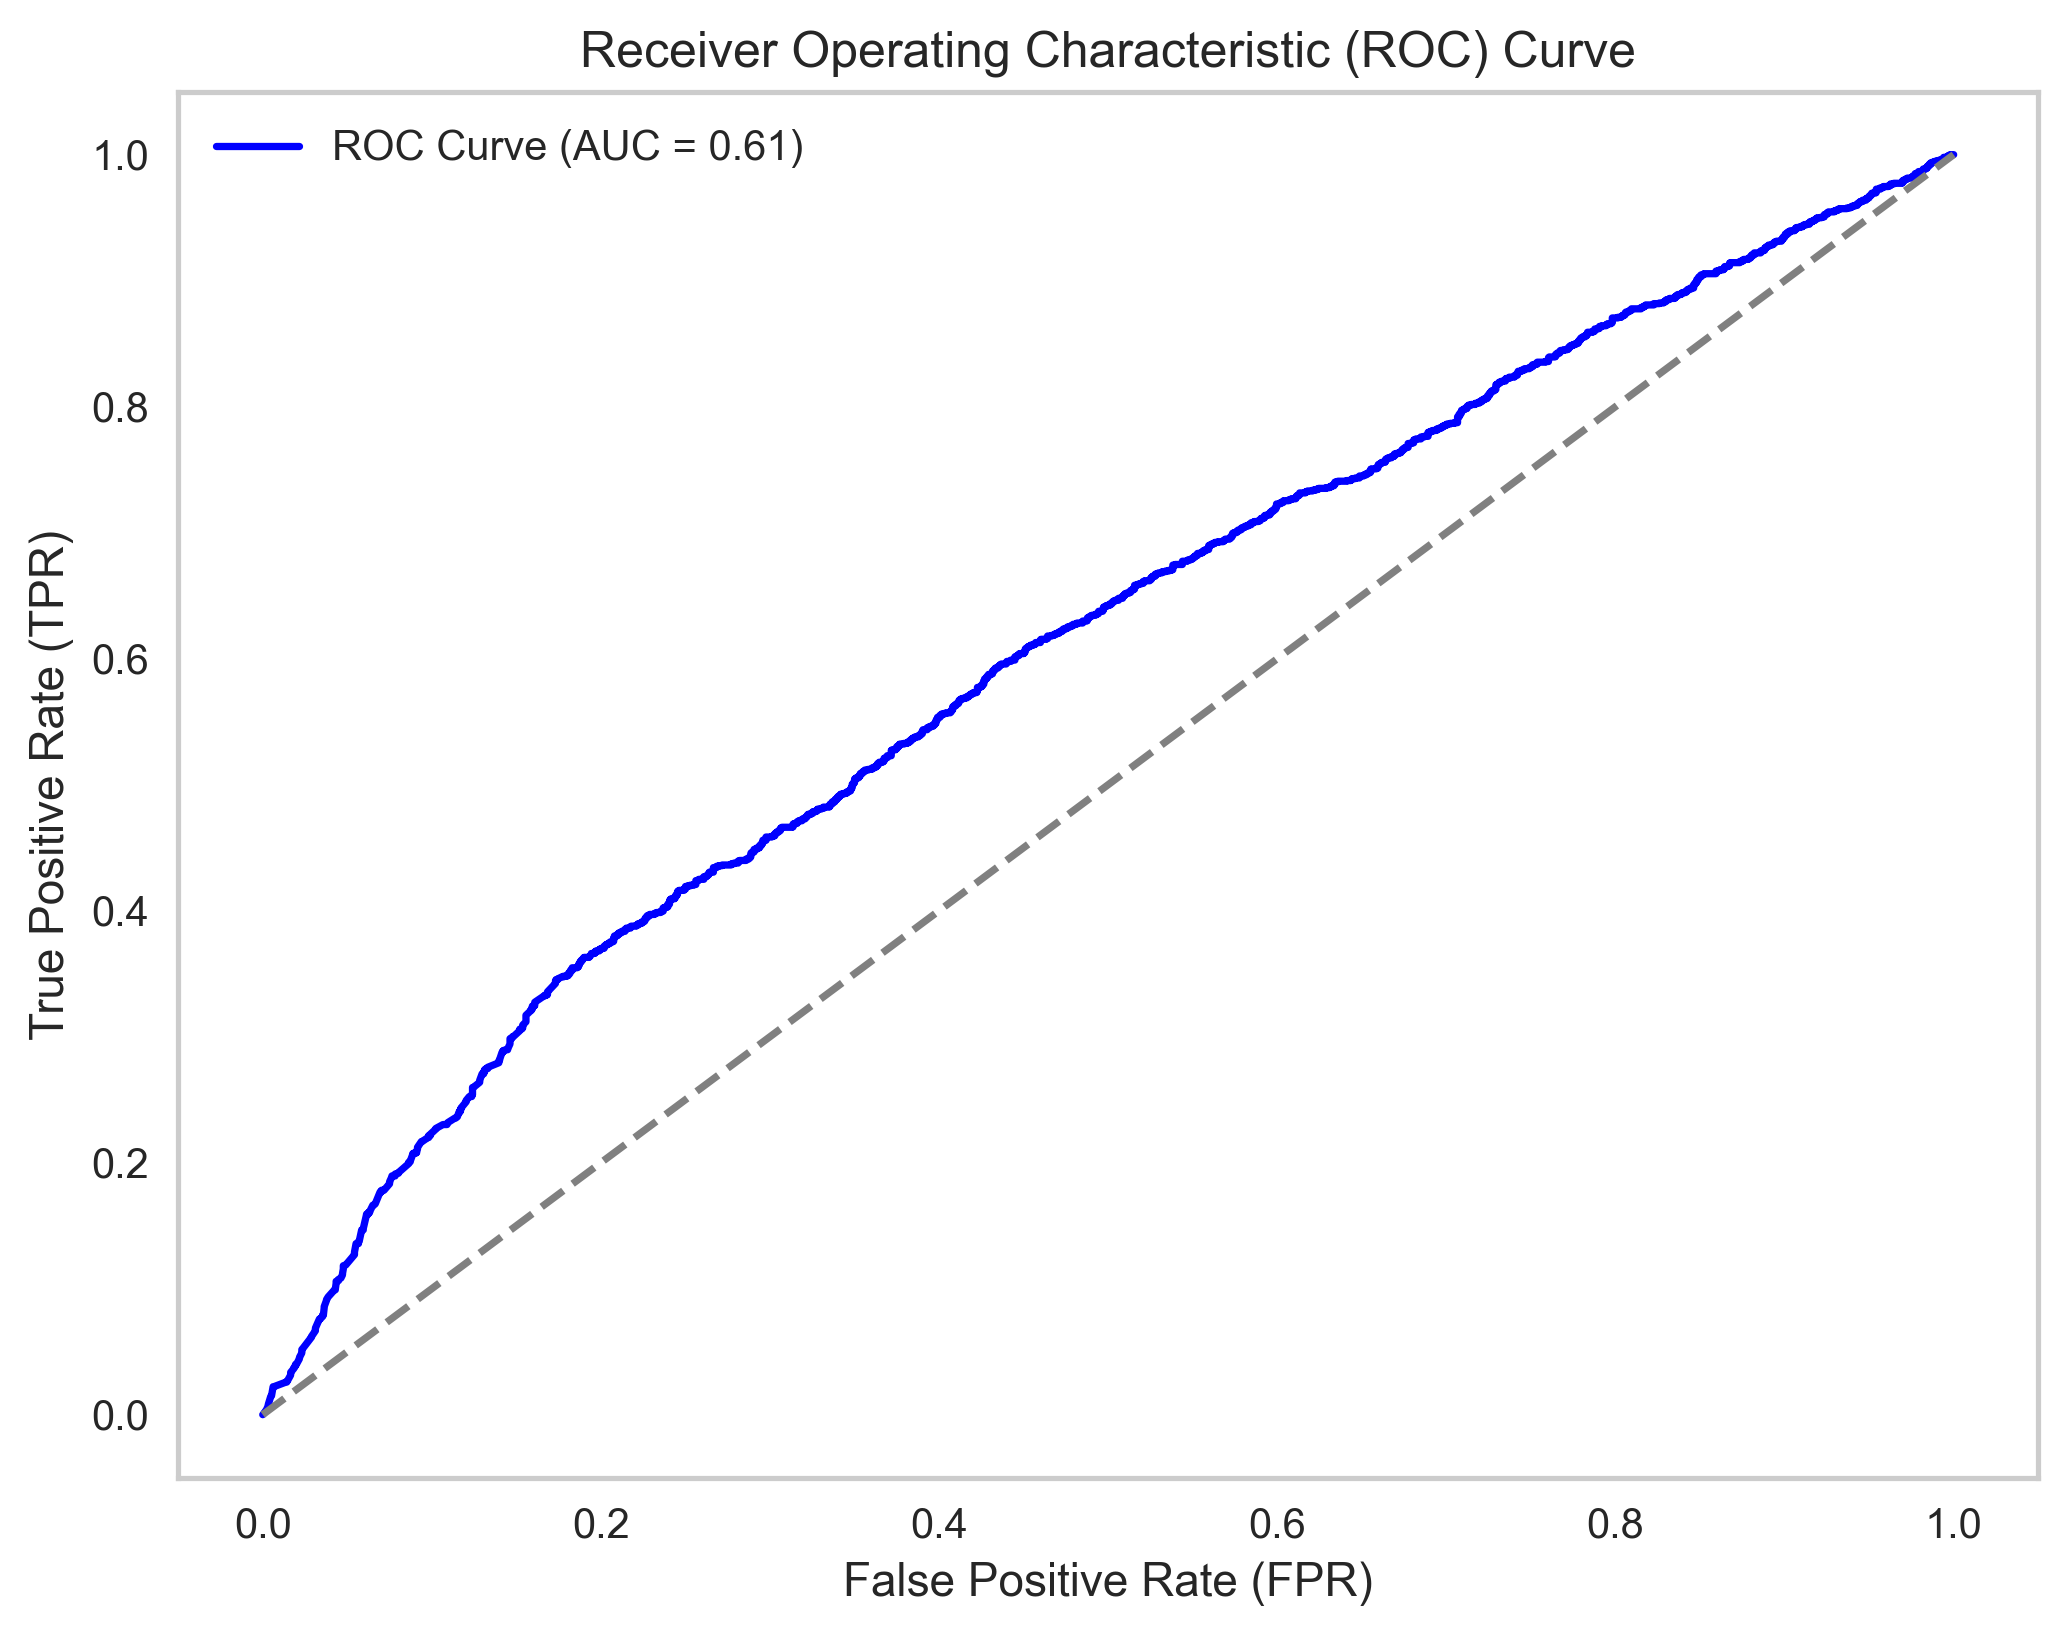 Receiver Operating Characteristic (ROC) Curve
ROC Curve (AUC = 0.61)
True Positive Rate (TPR)
1.0
0.8
0.6
0.4
0.2
0.0
0.0 0.2 0.4 0.6 0.8 1.0
False Positive Rate (FPR)